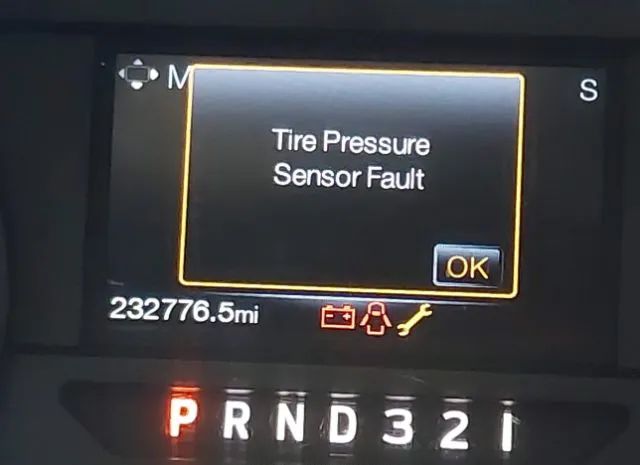 M
S
Tire Pressure
Sensor Fault
OK
232776.5mi
P R N D 3 2 1